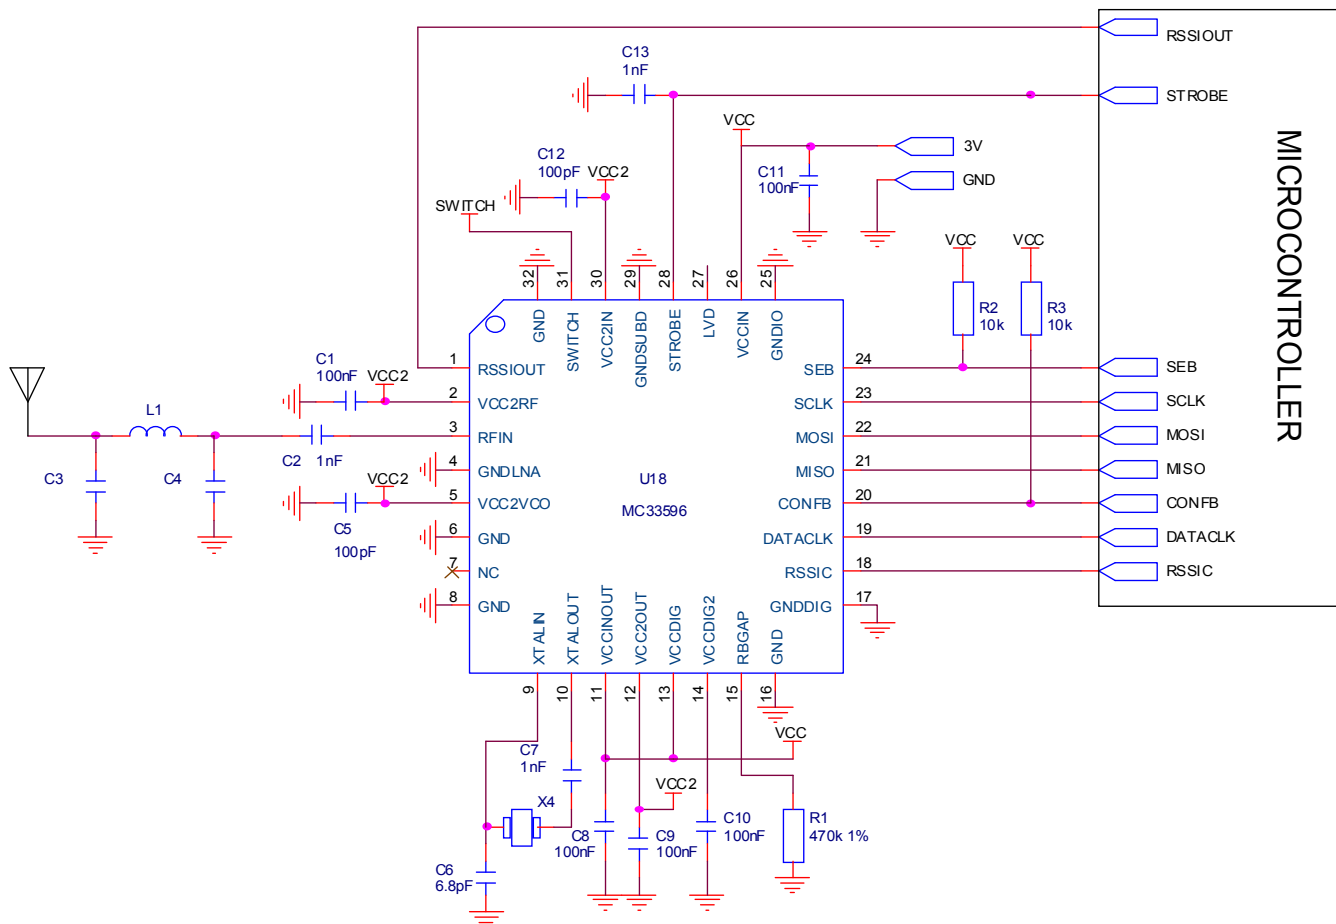 RSSIOUT
C13
1nF
STROBE
VCC
3V
C12
100pF
VCC2
C11
100nF
GND
SWITCH
MICROCONTROLLER
VCC
VCC
32
31
30
29
28
27
26
25
R2
10k
R3
10k
GND
SWITCH
VCC2IN
GNDSUBD
STROBE
LVD
VCCIN
GNDIO
C1
100nF
VCC2
1
RSSIOUT
SEB
24
SEB
2
VCC2RF
SCLK
23
SCLK
L1
3
RFIN
MOSI
22
MOSI
C2
1nF
C3
C4
4
GNDLNA
U18
MISO
21
MISO
VCC2
5
VCC2VCO
MC33596
CONFB
20
CONFB
C5
100pF
6
GND
DATACLK
19
DATACLK
7
NC
RSSIC
18
RSSIC
8
GND
GNDDIG
17
XTALIN
XTALOUT
VCCINOUT
VCC2OUT
VCCDIG
VCCDIG2
RBGAP
GND
9
10
11
12
13
14
15
16
VCC
C7
1nF
VCC2
X4
C8
100nF
C9
100nF
C10
100nF
R1
470k 1%
C6
6.8pF